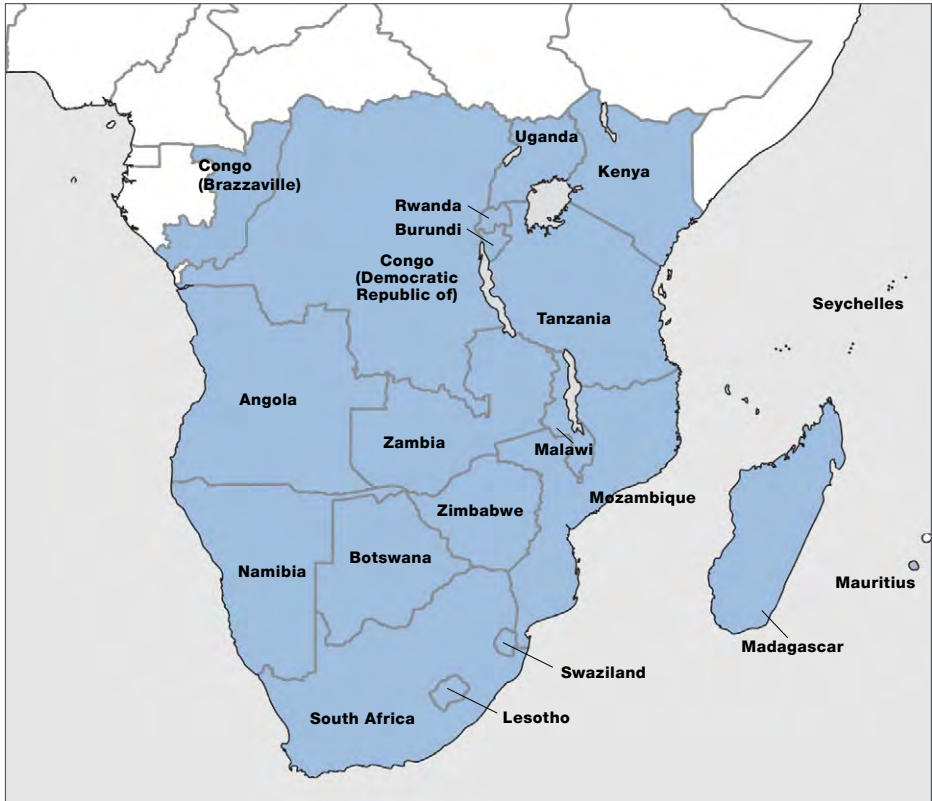 Uganda
Kenya
Congo
(Brazzaville)
Rwanda
Burundi
Congo
(Democratic
Republic of)
Seychelles
Tanzania
Angola
Zambia
Malawi
Mozambique
Zimbabwe
Botswana
Namibia
Mauritius
Madagascar
Swaziland
Lesotho
South Africa